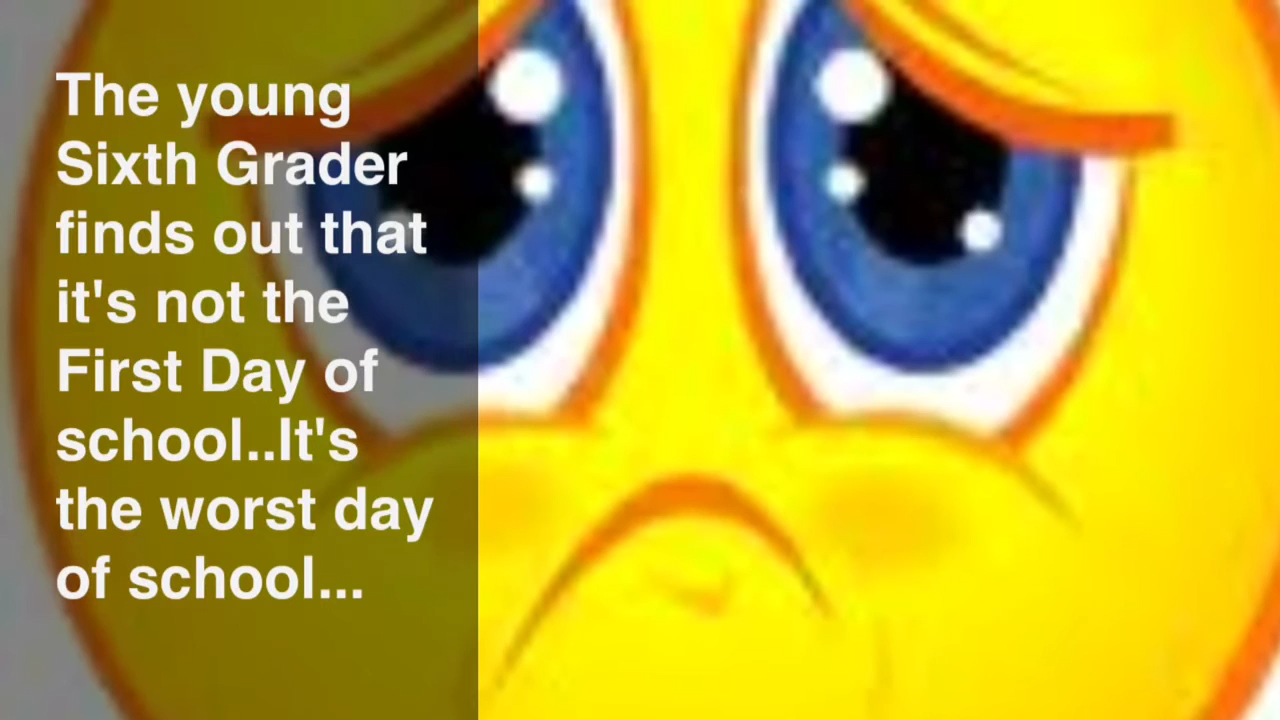 The young
Sixth Grader
finds out that
it's not the
First Day of
school..It's
the worst day
of school...